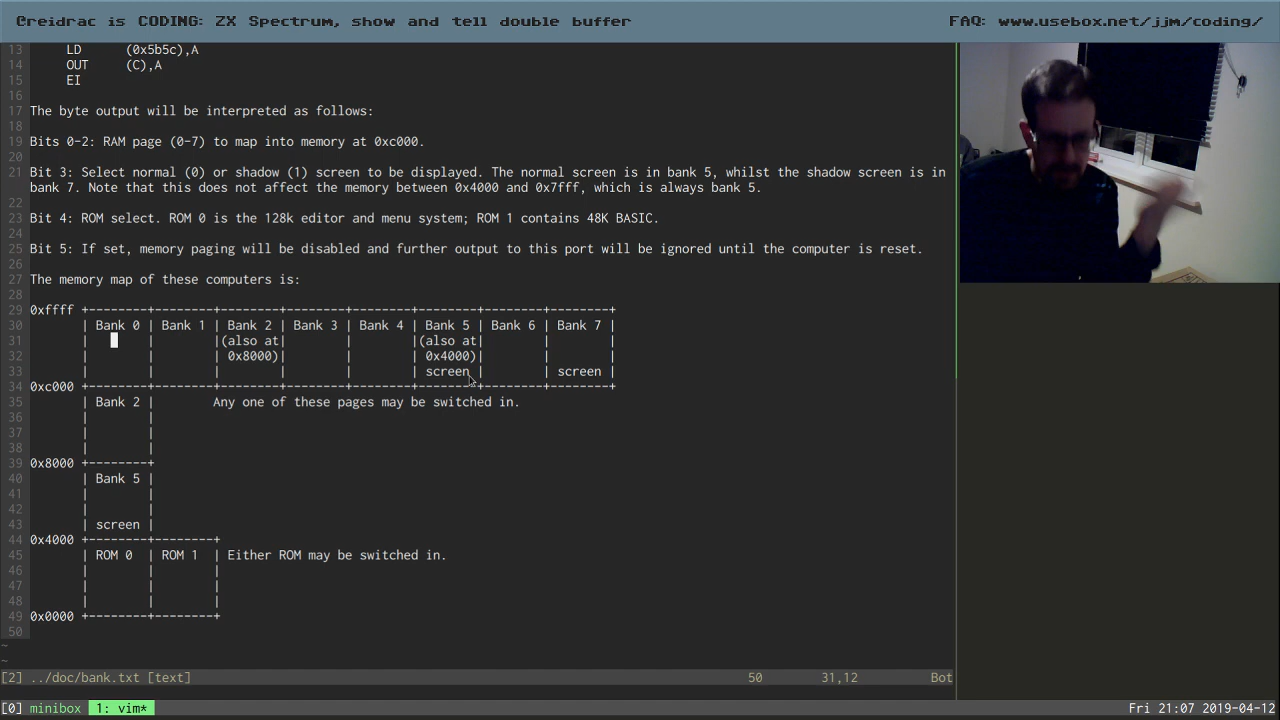 @reidrac is CODING: ZX Spectrum, show and tell double buffer
FAQ: www.usebox.net/jjm/coding/
13 LD (0x5b5c),A
14 OUT (C),A
15 EI
16
17 The byte output will be interpreted as follows:
18
19 Bits 0-2: RAM page (0-7) to map into memory at 0xc000.
20
21 Bit 3: Select normal (0) or shadow (1) screen to be displayed. The normal screen is in bank 5, whilst the shadow screen is in
bank 7. Note that this does not affect the memory between 0x4000 and 0x7fff, which is always bank 5.
22
23 Bit 4: ROM select. ROM 0 is the 128k editor and menu system; ROM 1 contains 48K BASIC.
24
25 Bit 5: If set, memory paging will be disabled and further output to this port will be ignored until the computer is reset.
26
27 The memory map of these computers is:
28
29 0xffff +--------+--------+--------+--------+--------+--------+--------+--------+
30 | Bank 0 | Bank 1 | Bank 2 | Bank 3 | Bank 4 | Bank 5 | Bank 6 | Bank 7 |
31 | | |(also at| | |(also at| | |
32 | | | 0x8000)| | | 0x4000)| | |
33 | | | | | | screen | | screen |
34 0xc000 +--------+--------+--------+--------+--------+--------+--------+--------+
35 | Bank 2 | Any one of these pages may be switched in.
36 | |
37 | |
38 | |
39 0x8000 +--------+
40 | Bank 5 |
41 | |
42 | |
43 | screen |
44 0x4000 +--------+--------+
45 | ROM 0 | ROM 1 | Either ROM may be switched in.
46 | | |
47 | | |
48 | | |
49 0x0000 +--------+--------+
50
~
~
[2] ../doc/bank.txt [text] 50 31,12 Bot
[0] minibox 1: vim* Fri 21:07 2019-04-12